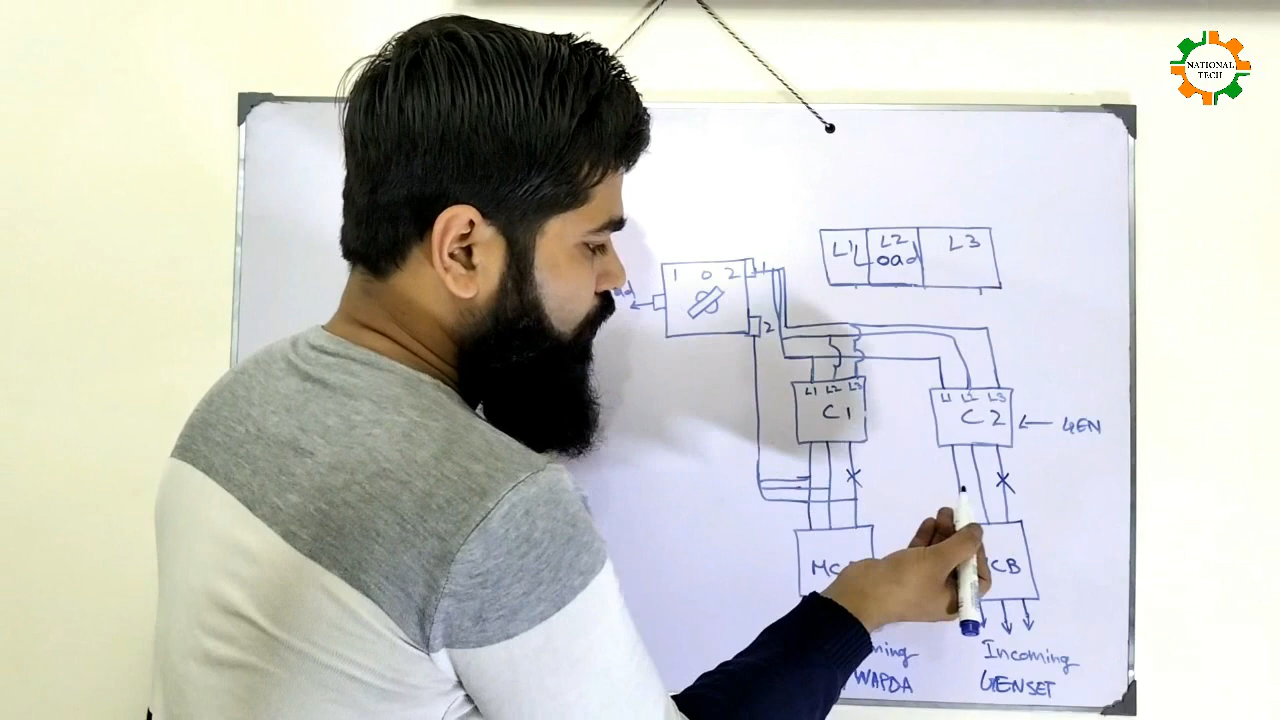 NATIONAL
TECH
L1 L2 L3
Load
1 0 2
1
2
L1 L2 L3
C1
L1 L2 L3
C2
GEN
CB
Incoming
WAPDA
GENSET